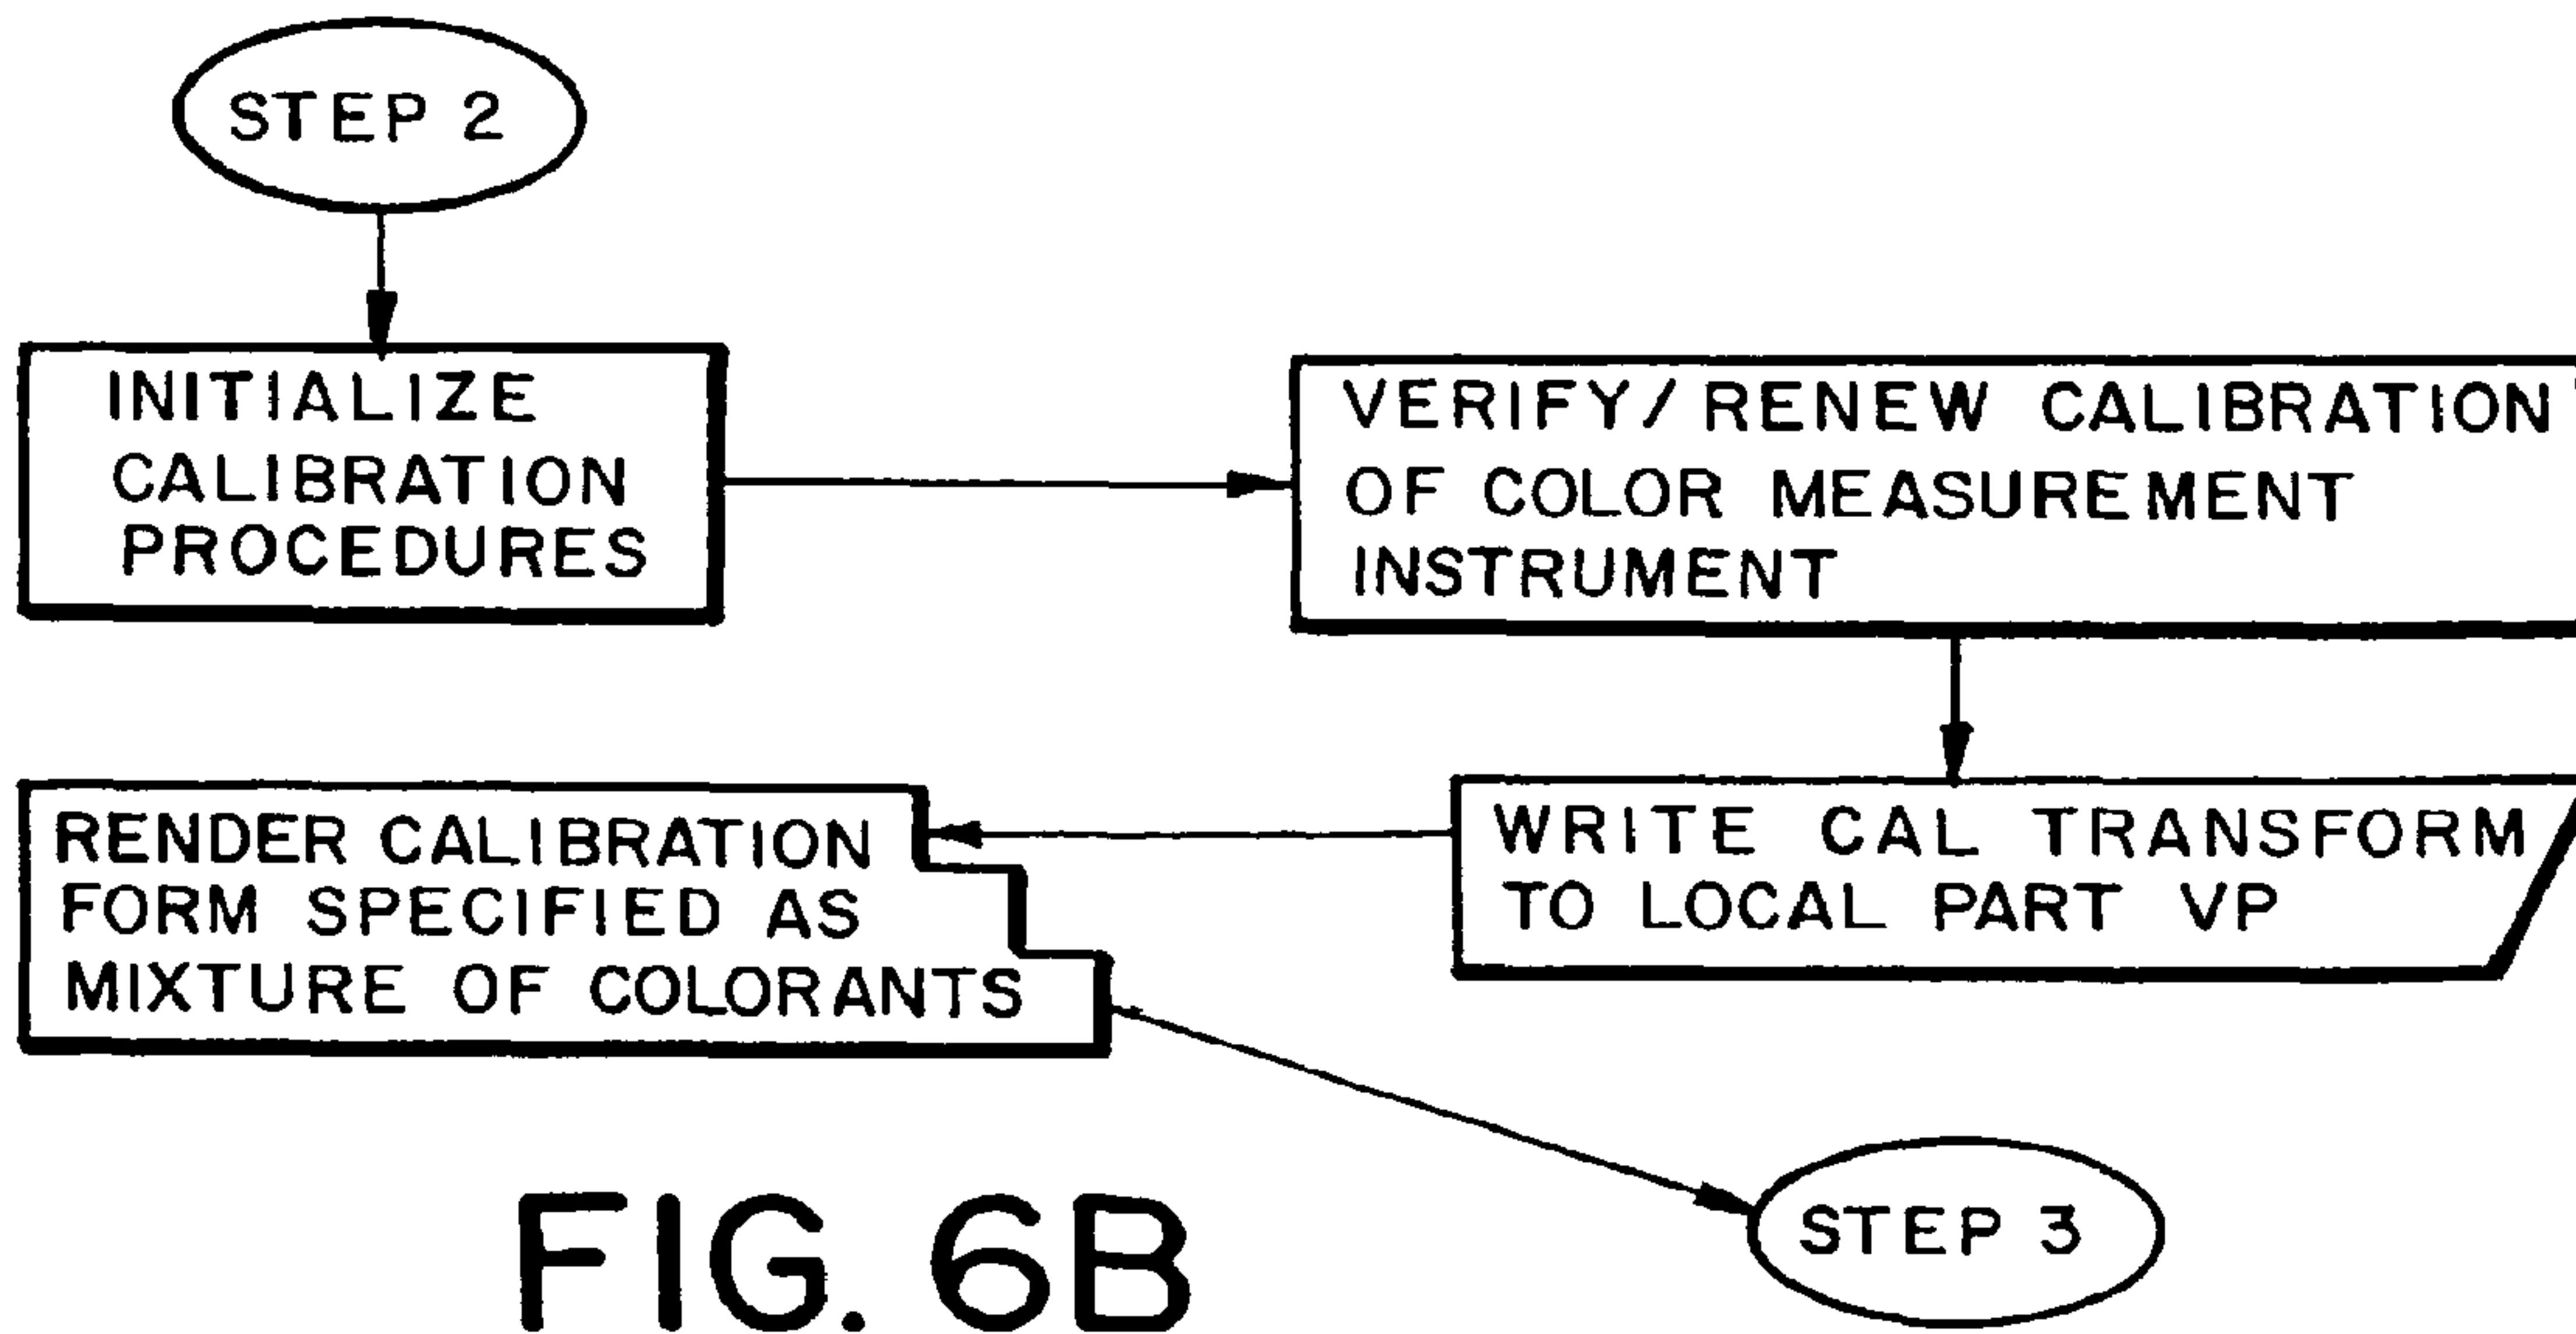 STEP 2
INITIALIZE
CALIBRATION
PROCEDURES
VERIFY/RENEW CALIBRATION
OF COLOR MEASUREMENT
INSTRUMENT
WRITE CAL TRANSFORM
TO LOCAL PART VP
RENDER CALIBRATION
FORM SPECIFIED AS
MIXTURE OF COLORANTS
STEP 3
FIG. 6B